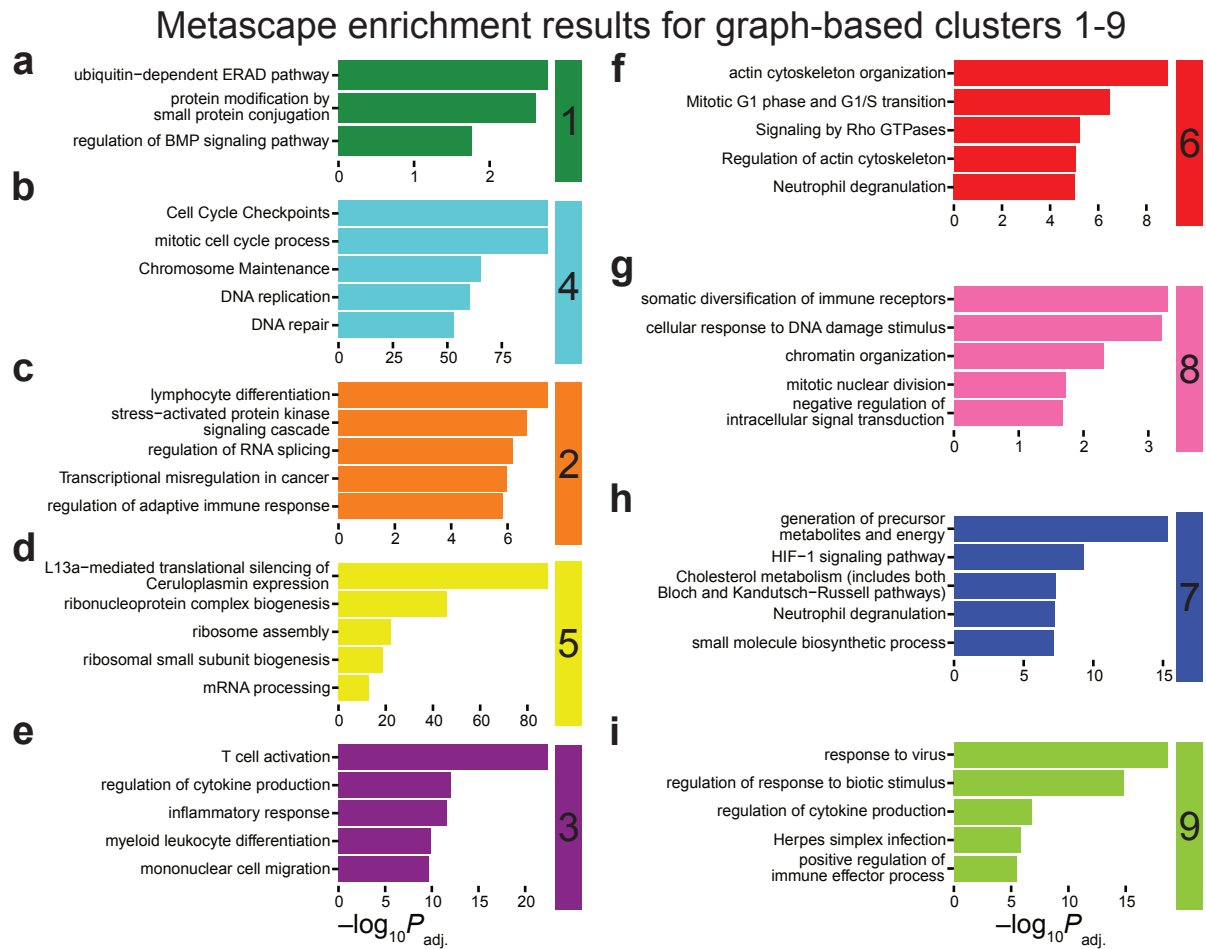 Metascape enrichment results for graph-based clusters 1-9
a
ubiquitin−dependent ERAD pathway
protein modification by
small protein conjugation
regulation of BMP signaling pathway
0 1 2
1
b
Cell Cycle Checkpoints
mitotic cell cycle process
Chromosome Maintenance
DNA replication
DNA repair
0 25 50 75
4
c
lymphocyte differentiation
stress−activated protein kinase
signaling cascade
regulation of RNA splicing
Transcriptional misregulation in cancer
regulation of adaptive immune response
0 2 4 6
2
d
L13a−mediated translational silencing of
Ceruloplasmin expression
ribonucleoprotein complex biogenesis
ribosome assembly
ribosomal small subunit biogenesis
mRNA processing
0 20 40 60 80
5
e
T cell activation
regulation of cytokine production
inflammatory response
myeloid leukocyte differentiation
mononuclear cell migration
0 5 10 15 20
3
–log10Padj.
f
actin cytoskeleton organization
Mitotic G1 phase and G1/S transition
Signaling by Rho GTPases
Regulation of actin cytoskeleton
Neutrophil degranulation
0 2 4 6 8
6
g
somatic diversification of immune receptors
cellular response to DNA damage stimulus
chromatin organization
mitotic nuclear division
negative regulation of
intracellular signal transduction
0 1 2 3
8
h
generation of precursor
metabolites and energy
HIF−1 signaling pathway
Cholesterol metabolism (includes both
Bloch and Kandutsch−Russell pathways)
Neutrophil degranulation
small molecule biosynthetic process
0 5 10 15
7
i
response to virus
regulation of response to biotic stimulus
regulation of cytokine production
Herpes simplex infection
positive regulation of
immune effector process
0 5 10 15
9
–log10Padj.